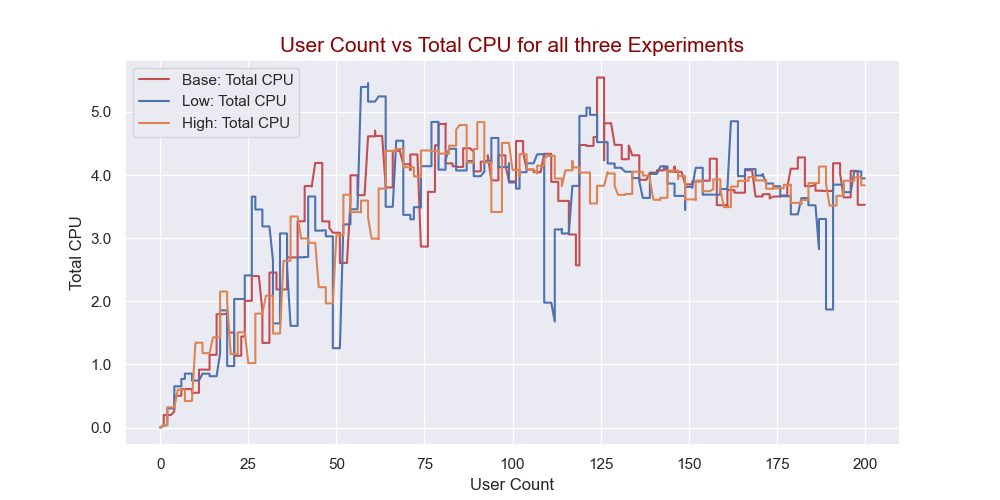 User Count vs Total CPU for all three Experiments
Base: Total CPU
Low: Total CPU
High: Total CPU
Total CPU
5.0
4.0
3.0
2.0
1.0
0.0
0 25 50 75 100 125 150 175 200
User Count